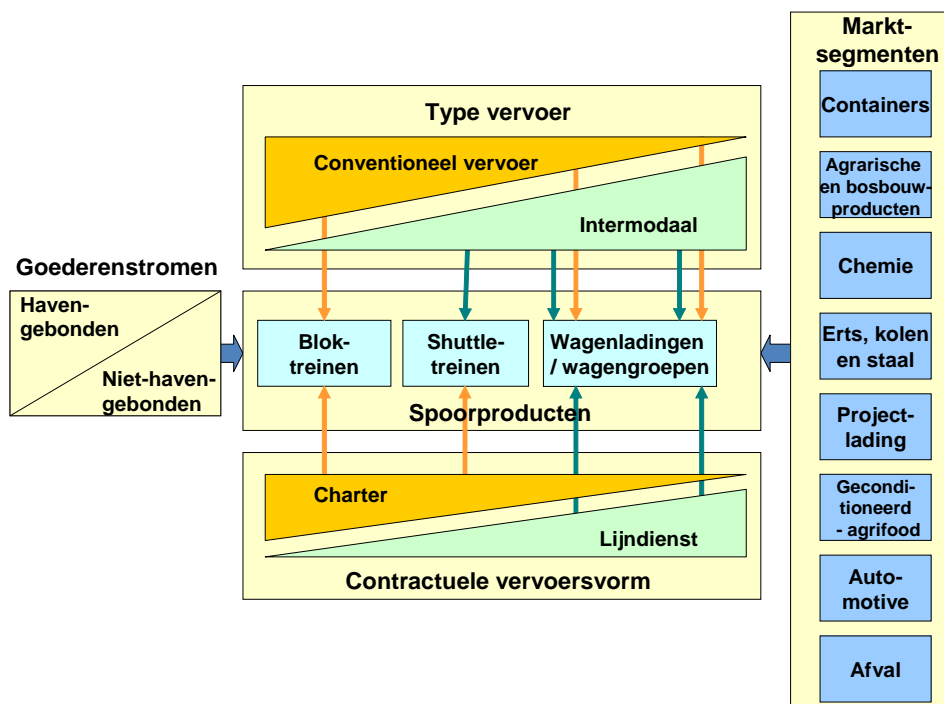 Goederenstromen
Haven-
gebonden
Niet-haven-
gebonden
Type vervoer
Conventioneel vervoer
Intermodaal
Blok-
treinen
Shuttle-
treinen
Wagenladingen
/ wagengroepen
Spoorproducten
Charter
Lijndienst
Contractuele vervoersvorm
Markt-
segmenten
Containers
Agrarische
en bosbouw-
producten
Chemie
Erts, kolen
en staal
Project-
lading
Gecondi-
tioneerd
- agrifood
Auto-
motive
Afval